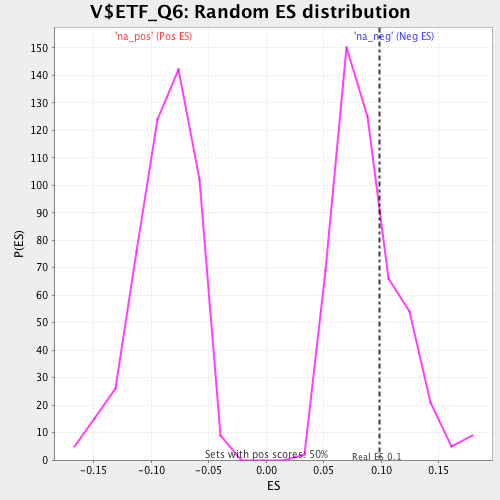 V$ETF_Q6: Random ES distribution
'na_pos' (Pos ES) 'na_neg' (Neg ES)
150
140
130
120
110
100
90
80
70
60
50
40
30
20
10
0
P(ES)
Sets with pos scores: 50%
Real ES 0.1
-0.15 -0.10 -0.05 0.00 0.05 0.10 0.15
ES